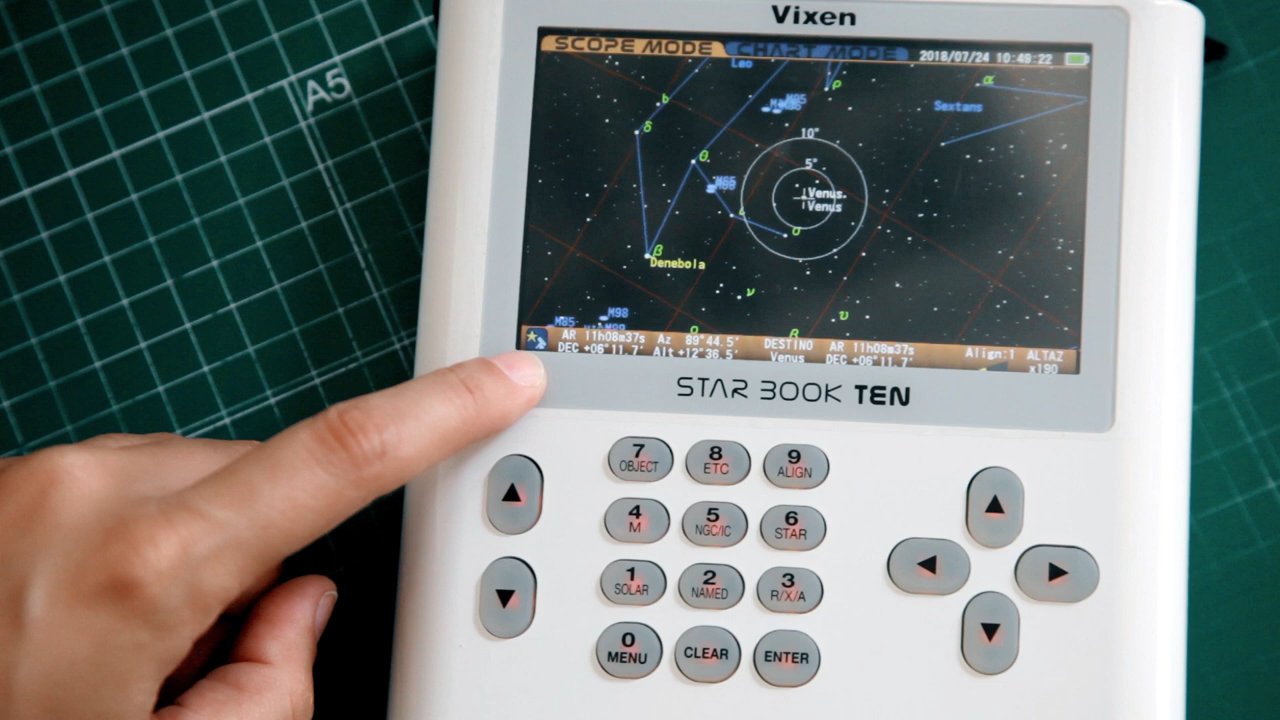 Vixen
SCOPE MODE CHART MODE 2018/07/24 10:49:22
Leo
α
b
ρ
Sextans
δ
10°
θ
5°
M65
Venus
Venus
σ
β
Denebola
ν
υ
M98
M85
ο
β
AR 11h08m37s Az 89°44.5' DESTINO AR 11h08m37s Align:1 ALTAZ
DEC +06°11.7' Alt+12°36.5' Venus DEC +06°11.7' x190
STAR BOOK TEN
A5
7 8 9
OBJECT ETC ALIGN
4 5 6
M NGC/IC STAR
1 2 3
SOLAR NAMED R/X/A
0
MENU CLEAR ENTER